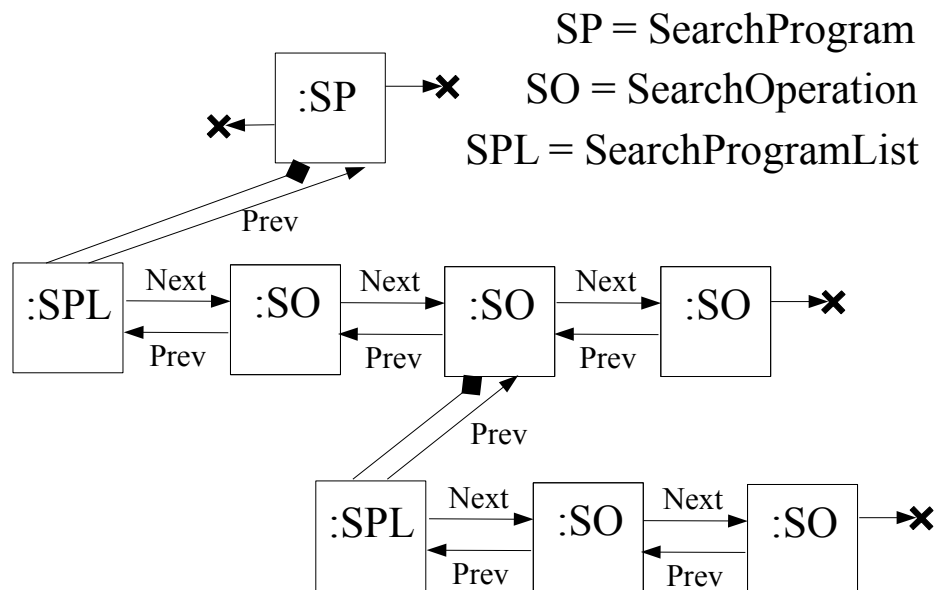 SP = SearchProgram
:SP
SO = SearchOperation
SPL = SearchProgramList
Prev
:SPL
Next
:SO
Next
:SO
Next
:SO
Prev
Prev
Prev
Prev
:SPL
Next
:SO
Next
:SO
Prev
Prev